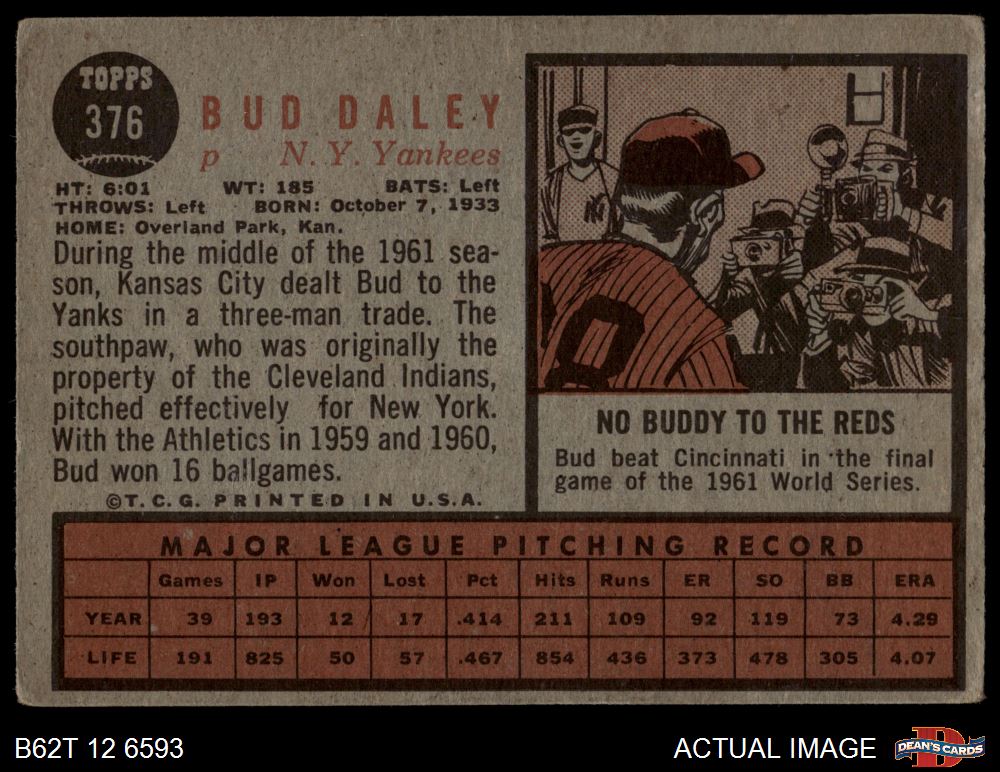 TOPPS
376
BUD DALEY
p N. Y. Yankees
HT: 6:01 WT: 185 BATS: Left
THROWS: Left BORN: October 7, 1933
HOME: Overland Park, Kan.
During the middle of the 1961 sea-
son, Kansas City dealt Bud to the
Yanks in a three-man trade. The
southpaw, who was originally the
property of the Cleveland Indians,
pitched effectively for New York.
With the Athletics in 1959 and 1960,
Bud won 16 ballgames.
©T.C.G. PRINTED IN U.S.A.
NY
NO BUDDY TO THE REDS
Bud beat Cincinnati in the final
game of the 1961 World Series.
MAJOR LEAGUE PITCHING RECORD
Games IP Won Lost Pct Hits Runs ER SO BB ERA
YEAR 39 193 12 17 .414 211 109 92 119 73 4.29
LIFE 191 825 50 57 .467 854 436 373 478 305 4.07
B62T 12 6593 ACTUAL IMAGE DEAN'S CARDS